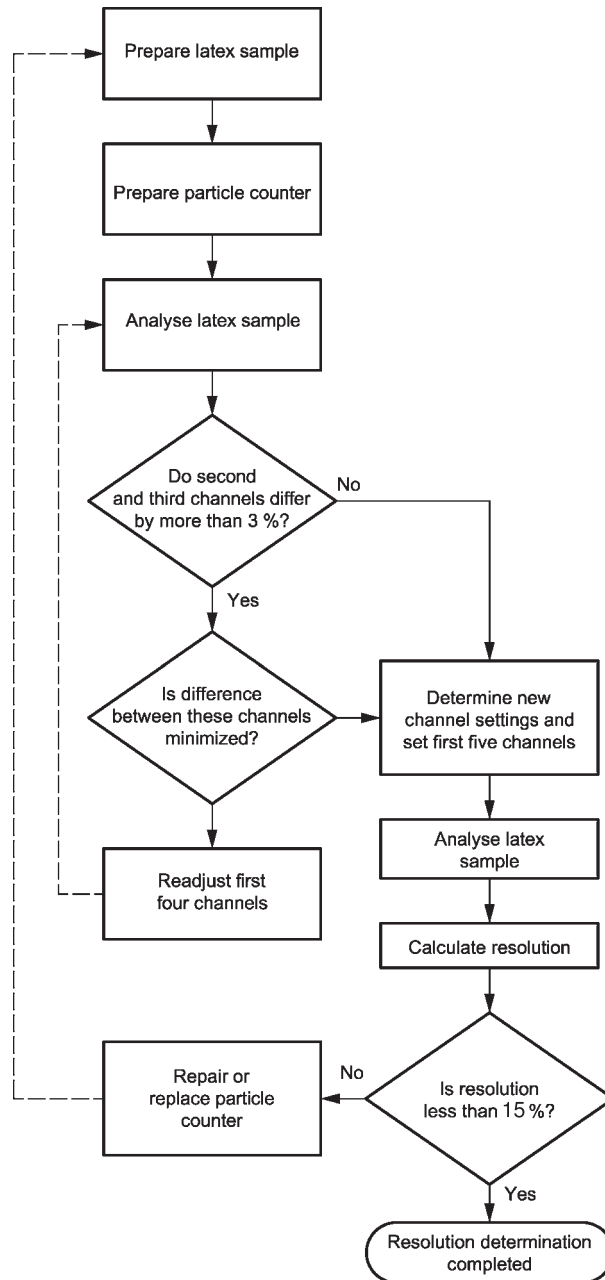 Prepare latex sample
Prepare particle counter
Analyse latex sample
Do second
and third channels differ
by more than 3 %?
No
Yes
Is difference
between these channels
minimized?
Determine new
channel settings and
set first five channels
Readjust first
four channels
Analyse latex
sample
Calculate resolution
Is resolution
less than 15 %?
No
Repair or
replace particle
counter
Yes
Resolution determination
completed